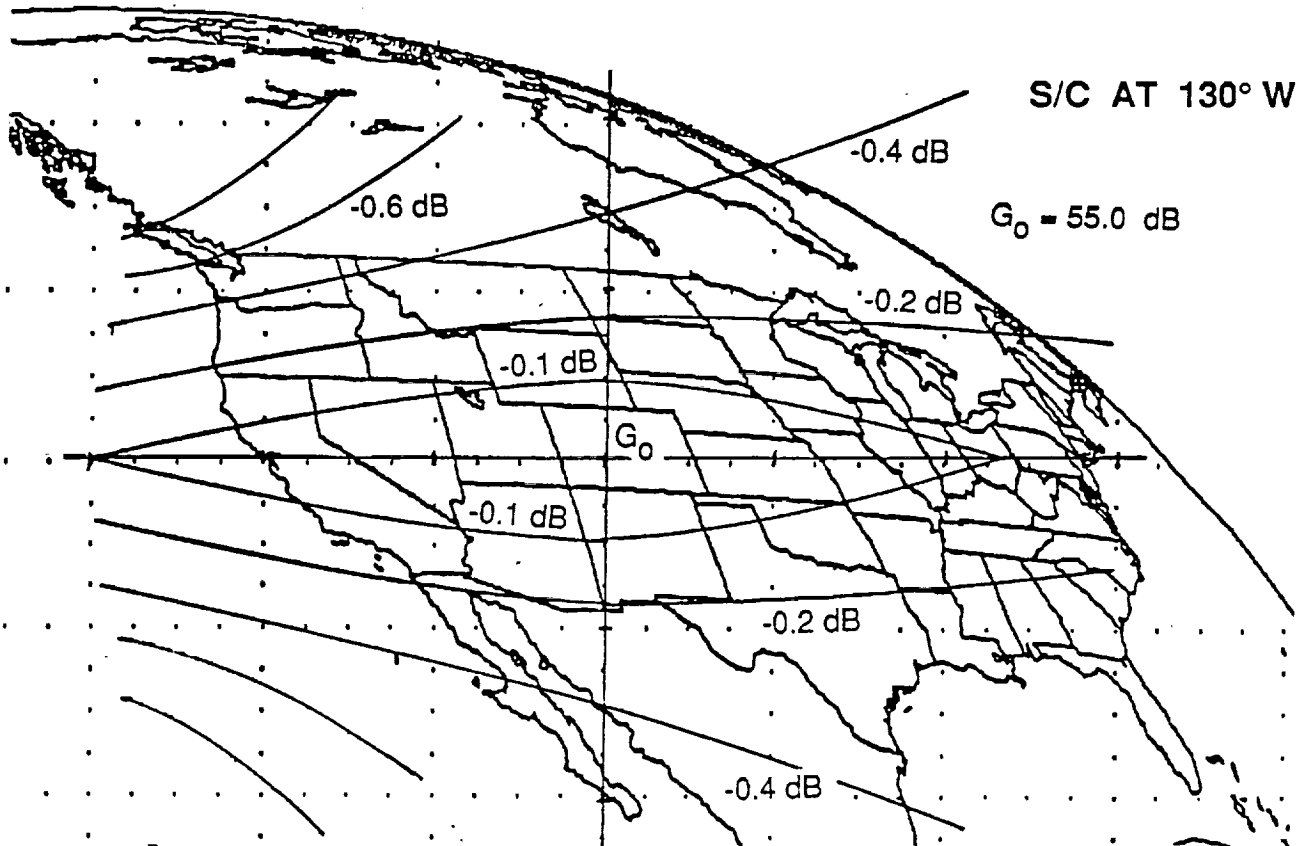 S/C AT 130° W
-0.4 dB
-0.6 dB
G₀ = 55.0 dB
-0.2 dB
-0.1 dB
G₀
-0.1 dB
-0.2 dB
-0.4 dB